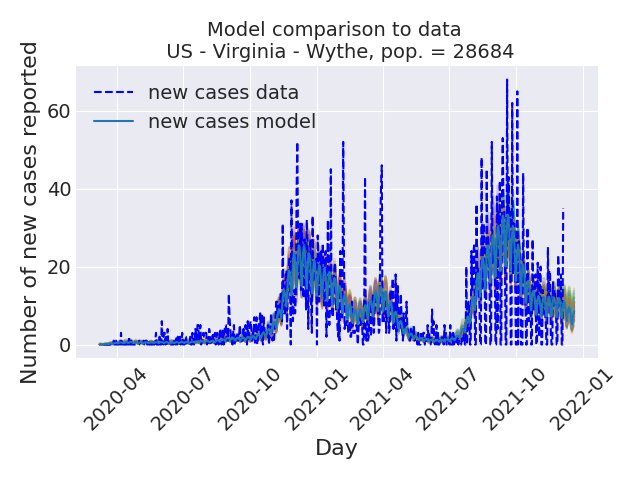 Model comparison to data
US - Virginia - Wythe, pop. = 28684
Number of new cases reported
60
40
20
0
new cases data
new cases model
2020-04
2020-07
2020-10
2021-01
2021-04
2021-07
2021-10
2022-01
Day